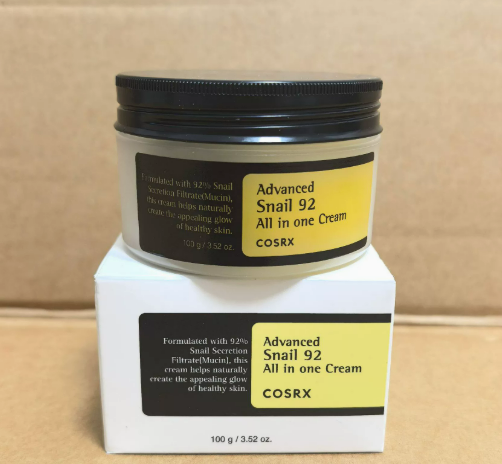 Formulated with 92% Snail
Secretion Filtrate(Mucin),
this cream helps naturally
create the appealing glow
of healthy skin.
103 g / 3.52 oz.
Advanced
Snail 92
All in one Cream
COSRX
Formulated with 92%
Snail Secretion
Filtrate[Mucin], this
cream helps naturally
create the appealing glow
of healthy skin.
Advanced
Snail 92
All in one Cream
COSRX
100 g / 3.52 oz.